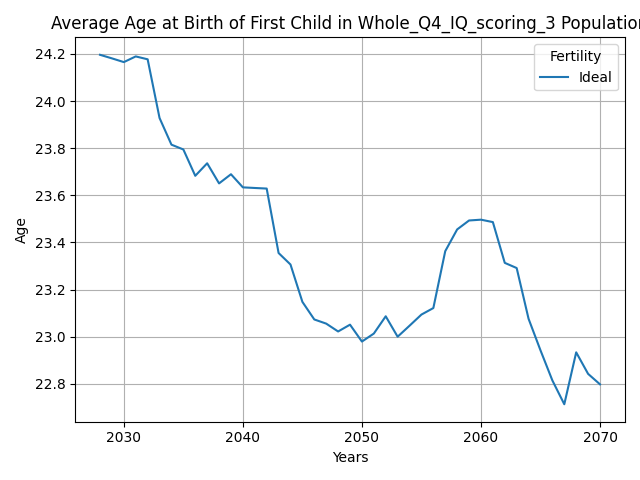 Average Age at Birth of First Child in Whole_Q4_IQ_scoring_3 Population
Fertility
Ideal
24.2
24.0
23.8
23.6
23.4
23.2
23.0
22.8
Age
2030 2040 2050 2060 2070
Years